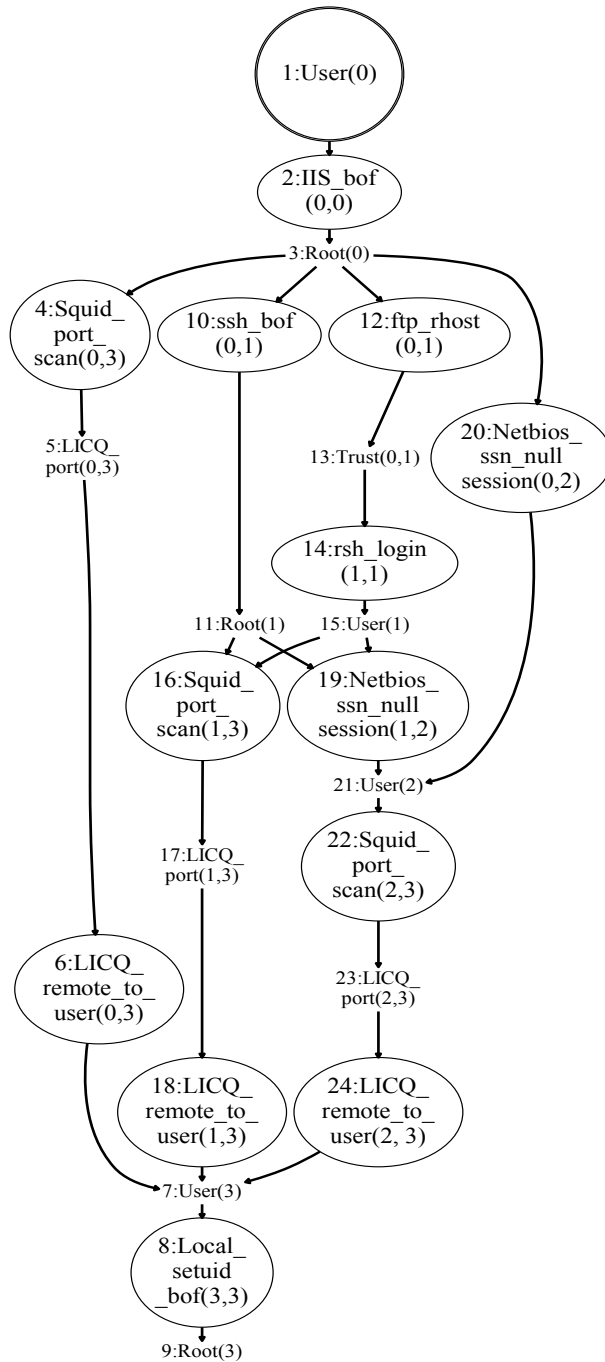 1:User(0)
2:IIS_bof
(0,0)
3:Root(0)
4:Squid_
port_
scan(0,3)
10:ssh_bof
(0,1)
12:ftp_rhost
(0,1)
5:LICQ_
port(0,3)
13:Trust(0,1)
20:Netbios_
ssn_null
session(0,2)
14:rsh_login
(1,1)
11:Root(1)
15:User(1)
16:Squid_
port_
scan(1,3)
19:Netbios_
ssn_null
session(1,2)
21:User(2)
17:LICQ_
port(1,3)
22:Squid_
port_
scan(2,3)
6:LICQ_
remote_to_
user(0,3)
23:LICQ_
port(2,3)
18:LICQ_
remote_to_
user(1,3)
24:LICQ_
remote_to_
user(2, 3)
7:User(3)
8:Local_
setuid
_bof(3,3)
9:Root(3)